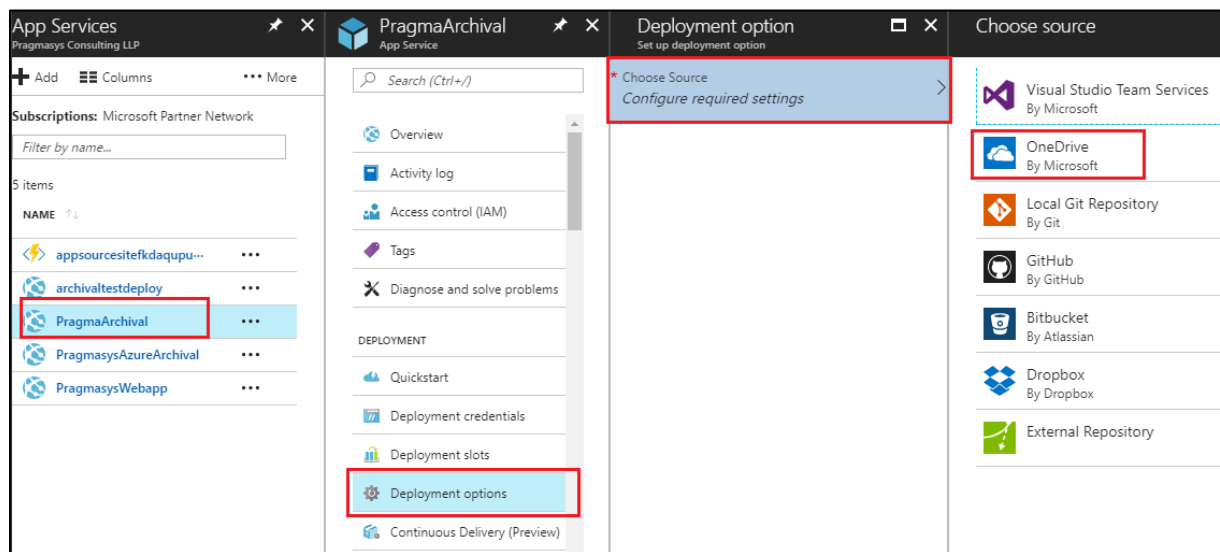 App Services
Pragmasys Consulting LLP
Add Columns ••• More
Subscriptions: Microsoft Partner Network
Filter by name...
5 items
NAME
appsourcesitefkdaqupu...
archivaltestdeploy
PragmaArchival
PragmasysAzureArchival
PragmasysWebapp
PragmaArchival
App Service
Search (Ctrl+/)
Overview
Activity log
Access control (IAM)
Tags
Diagnose and solve problems
DEPLOYMENT
Quickstart
Deployment credentials
Deployment slots
Deployment options
Continuous Delivery (Preview)
Deployment option
Set up deployment option
* Choose Source
Configure required settings
Choose source
Visual Studio Team Services
By Microsoft
OneDrive
By Microsoft
Local Git Repository
By Git
GitHub
By GitHub
Bitbucket
By Atlassian
Dropbox
By Dropbox
External Repository